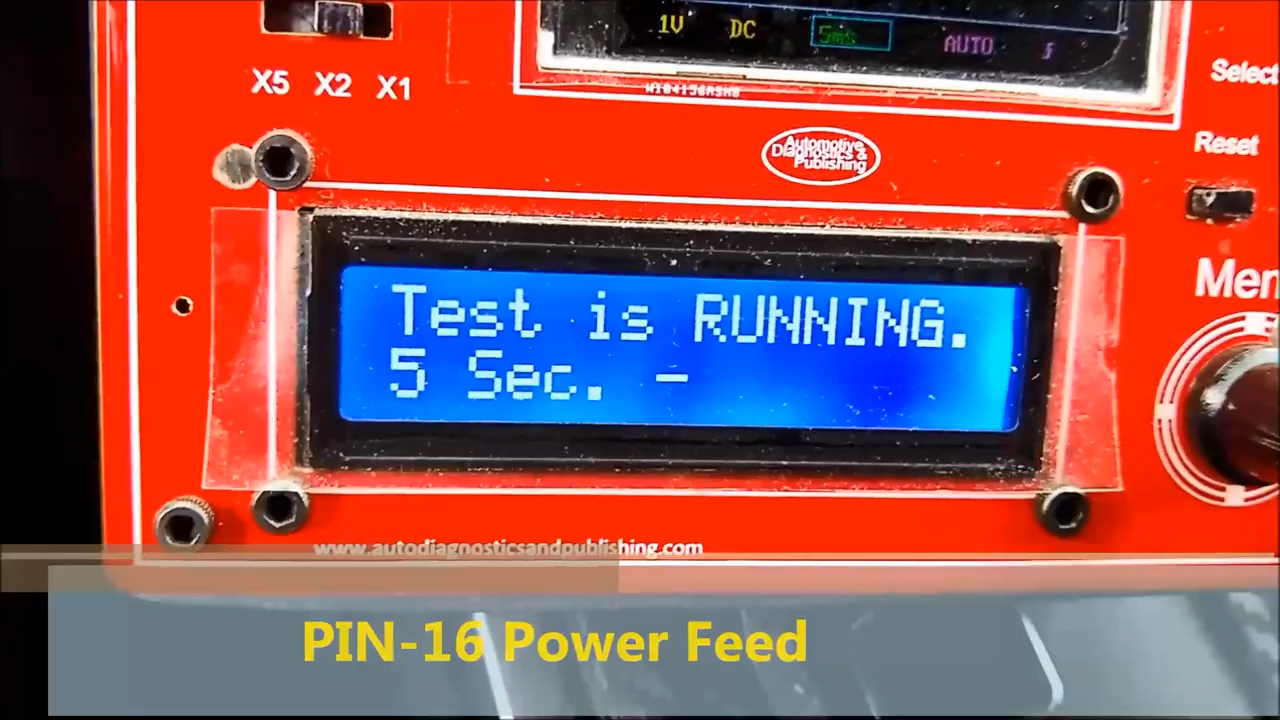 1V DC 5ms AUTO
X5 X2 X1
Select
Reset
Automotive
Diagnostics &
Publishing
Men
Test is RUNNING.
5 Sec. -
www.autodiagnosticsandpublishing.com
PIN-16 Power Feed